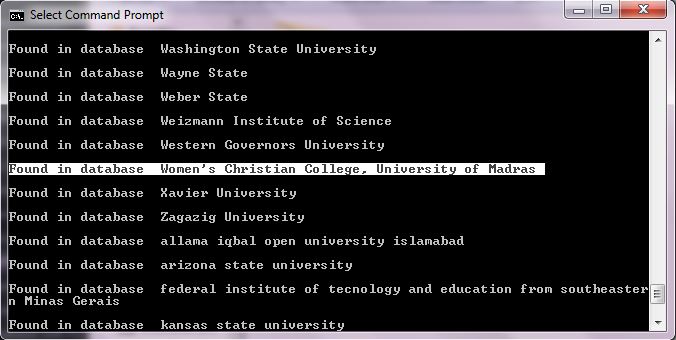 Select Command Prompt
Found in database  Washington State University
Found in database  Wayne State
Found in database  Weber State
Found in database  Weizmann Institute of Science
Found in database  Western Governors University
Found in database  Women's Christian College, University of Madras
Found in database  Xavier University
Found in database  Zagazig University
Found in database  allama iqbal open university islamabad
Found in database  arizona state university
Found in database  federal institute of tecnology and education from southeaster
n Minas Gerais
Found in database  kansas state university